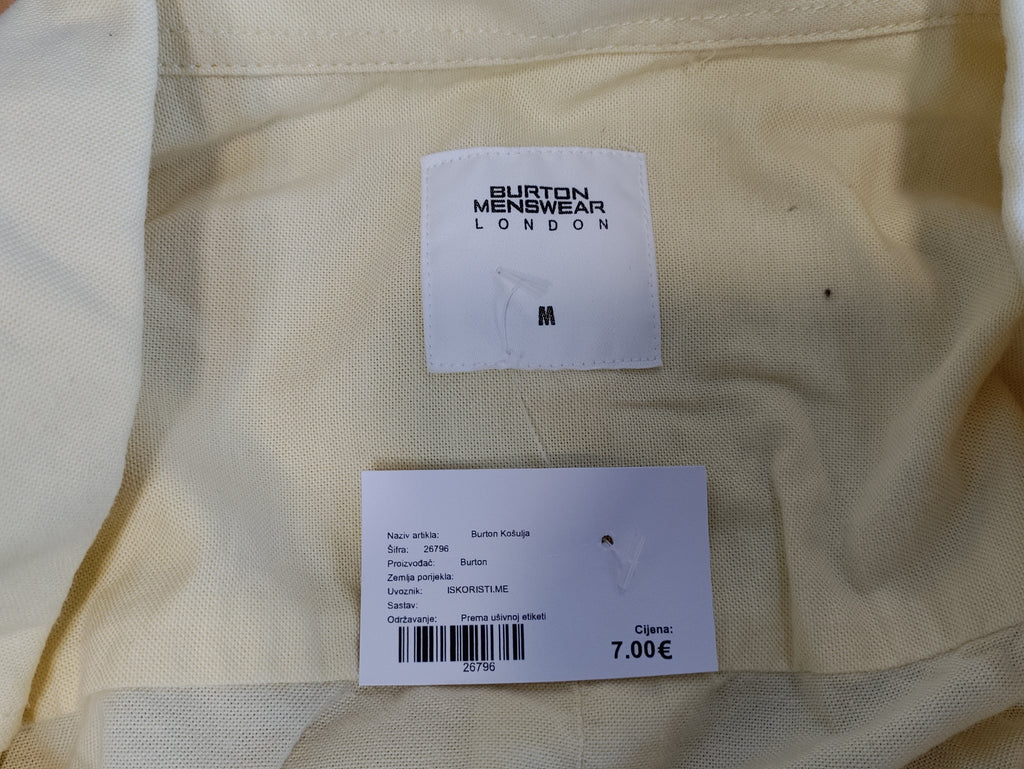 BURTON
MENSWEAR
LONDON
M
Naziv artikla: Burton Košulja
Šifra: 26796
Proizvođač: Burton
Zemlja porijekla:
Uvoznik: ISKORISTI.ME
Sastav:
Održavanje: Prema ušivnoj etiketi
26796
Cijena:
7.00€